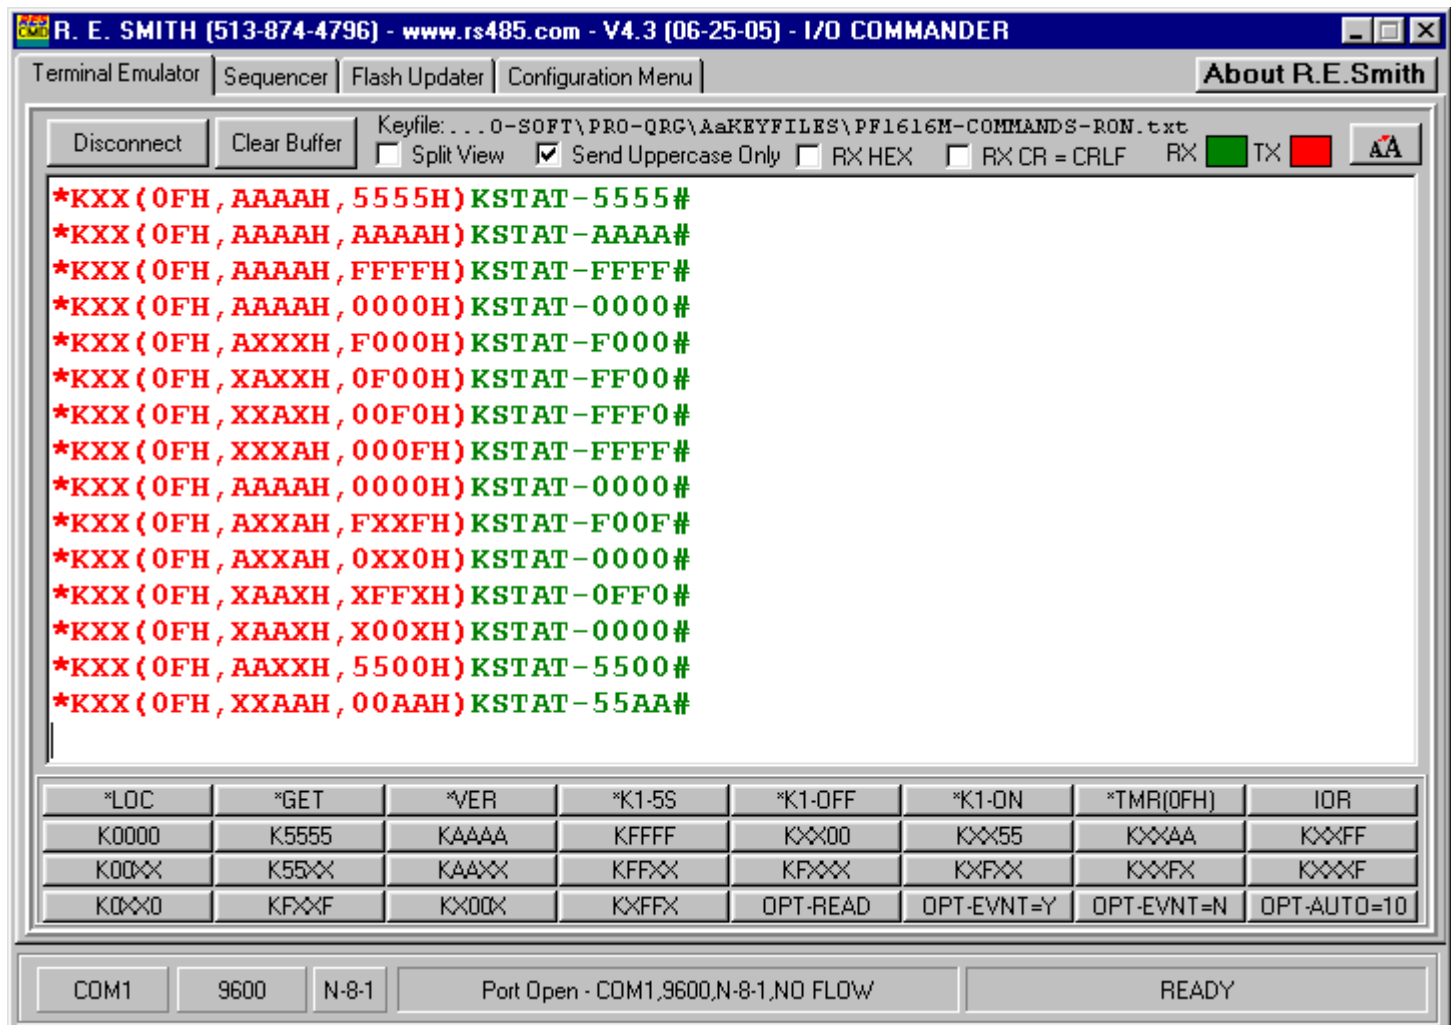 RES CMD R. E. SMITH (513-874-4796) - www.rs485.com - V4.3 (06-25-05) - I/O COMMANDER
Terminal Emulator Sequencer Flash Updater Configuration Menu About R.E.Smith
Disconnect Clear Buffer Keyfile:...O-SOFT\PRO-QRG\AaKEYFILES\PF1616M-COMMANDS-RON.txt
Split View Send Uppercase Only RX HEX RX CR = CRLF RX TX AA
*KXX(0FH,AAAAH,5555H)KSTAT-5555#
*KXX(0FH,AAAAH,AAAAH)KSTAT-AAAA#
*KXX(0FH,AAAAH,FFFFH)KSTAT-FFFF#
*KXX(0FH,AAAAH,0000H)KSTAT-0000#
*KXX(0FH,AXXXH,F000H)KSTAT-F000#
*KXX(0FH,XAXXH,0F00H)KSTAT-FF00#
*KXX(0FH,XXAXH,00F0H)KSTAT-FFF0#
*KXX(0FH,XXXAH,000FH)KSTAT-FFFF#
*KXX(0FH,AAAAH,0000H)KSTAT-0000#
*KXX(0FH,AXXAH,FXXFH)KSTAT-F00F#
*KXX(0FH,AXXAH,0XX0H)KSTAT-0000#
*KXX(0FH,XAAXH,XFFXH)KSTAT-0FF0#
*KXX(0FH,XAAXH,X00XH)KSTAT-0000#
*KXX(0FH,AAXXH,5500H)KSTAT-5500#
*KXX(0FH,XXAAH,00AAH)KSTAT-55AA#
*LOC *GET *VER *K1-5S *K1-OFF *K1-ON *TMR(0FH) IOR
K0000 K5555 KAAAA KFFFF KXX00 KXX55 KXXAA KXXFF
K00XX K55XX KAAXX KFFXX KFXXX KXFXX KXXFX KXXXF
K0XX0 KFXXF KX00X KXFFX OPT-READ OPT-EVNT=Y OPT-EVNT=N OPT-AUTO=10
COM1 9600 N-8-1 Port Open - COM1,9600,N-8-1,NO FLOW READY